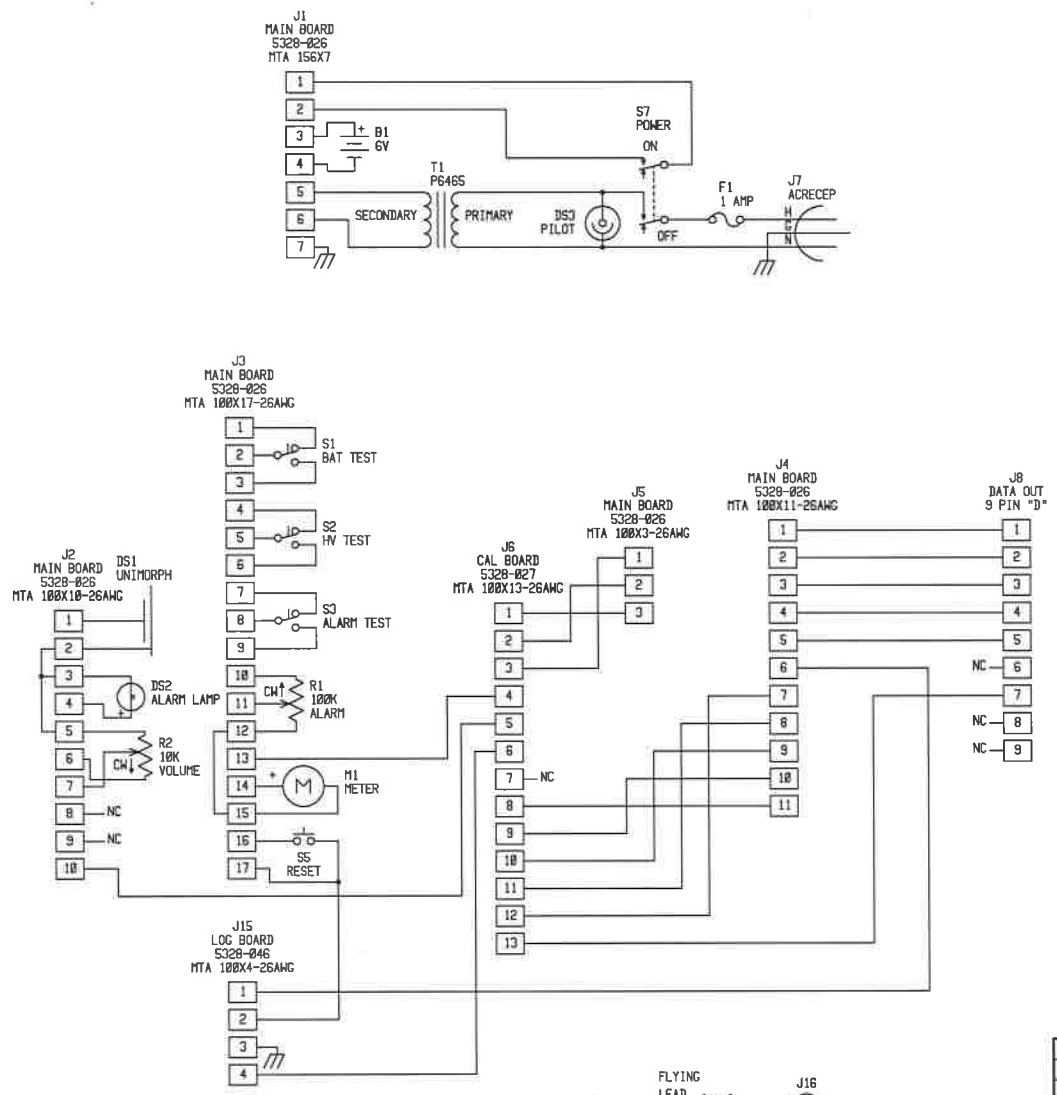 J1
MAIN BOARD
5328-026
MTA 156X7
1
2
3
4
5
6
7
+
B1
6V
T1
P6465
SECONDARY
PRIMARY
DS3
PILOT
S7
POWER
ON
OFF
F1
1 AMP
J7
ACRECEP
H
G
N
J3
MAIN BOARD
5328-026
MTA 100X17-26AWG
1
2
3
4
5
6
7
8
9
10
11
12
13
14
15
16
17
S1
BAT TEST
S2
HV TEST
S3
ALARM TEST
CW
R1
100K
ALARM
+
M
M1
METER
S5
RESET
J2
MAIN BOARD
5328-026
MTA 100X10-26AWG
1
2
3
4
5
6
7
8
NC
9
NC
10
DS1
UNIMORPH
DS2
ALARM LAMP
+
R2
10K
VOLUME
CW
J6
CAL BOARD
5328-027
MTA 100X13-26AWG
1
2
3
4
5
6
7
NC
8
9
10
11
12
13
J5
MAIN BOARD
5328-026
MTA 100X3-26AWG
1
2
3
J4
MAIN BOARD
5328-026
MTA 100X11-26AWG
1
2
3
4
5
6
7
8
9
10
11
J8
DATA OUT
9 PIN "D"
1
2
3
4
5
NC
6
7
NC
8
NC
9
J15
LOG BOARD
5328-046
MTA 100X4-26AWG
1
2
3
4
FLYING
LEAD
J16